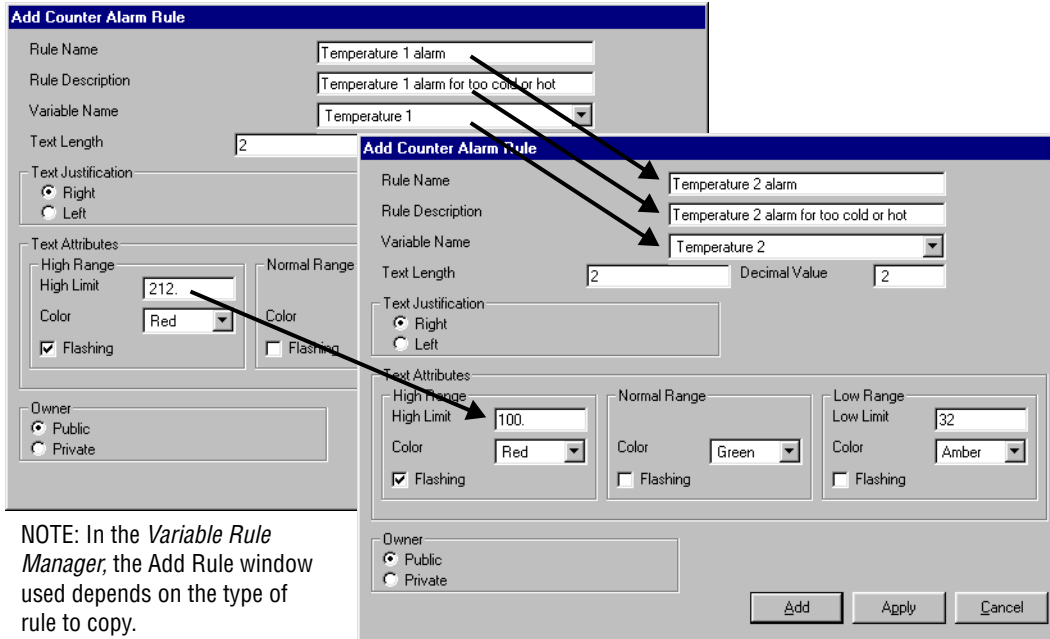 Add Counter Alarm Rule
Rule Name
Temperature 1 alarm
Rule Description
Temperature 1 alarm for too cold or hot
Variable Name
Temperature 1
Text Length
2
Text Justification
Right
Left
Text Attributes
High Range
High Limit
212.
Color
Red
Flashing
Normal Range
Color
Flashing
Owner
Public
Private
Add Counter Alarm Rule
Rule Name
Temperature 2 alarm
Rule Description
Temperature 2 alarm for too cold or hot
Variable Name
Temperature 2
Text Length
2
Decimal Value
2
Text Justification
Right
Left
Text Attributes
High Range
High Limit
100.
Color
Red
Flashing
Normal Range
Color
Green
Flashing
Low Range
Low Limit
32
Color
Amber
Flashing
Owner
Public
Private
Add
Apply
Cancel
NOTE: In the Variable Rule
Manager, the Add Rule window
used depends on the type of
rule to copy.